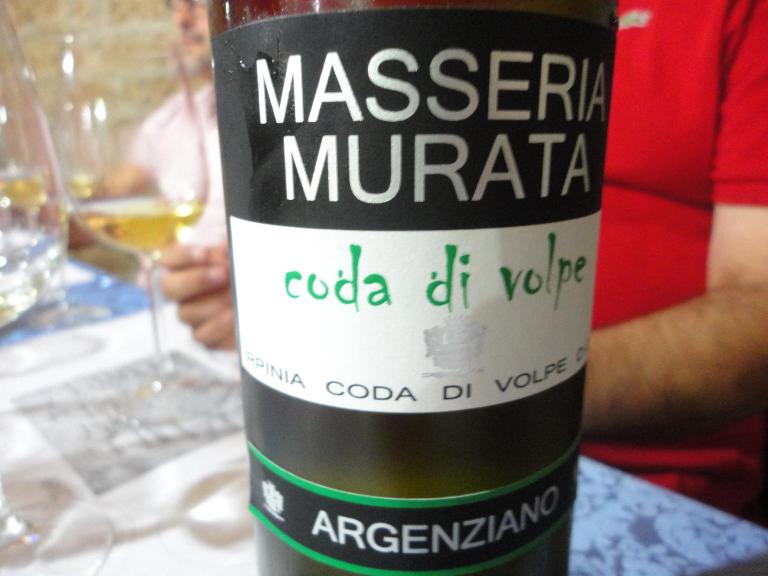 MASSERIA
MURATA
coda di volpe
CODA DI VOLPE
ARGENZIANO